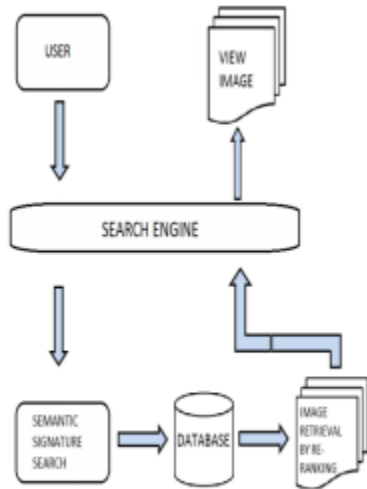 USER
VIEW
IMAGE
SEARCH ENGINE
SEMANTIC
SIGNATURE
SEARCH
DATABASE
IMAGE
RETRIEVAL
BY RE-
RANKING